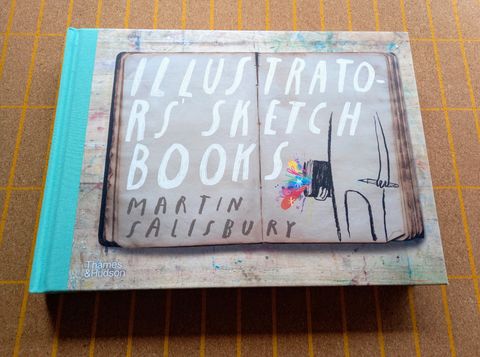 ILLUSTRATO-
RS' SKETCH
BOOKS
MARTIN
SALISBURY
Thames
&Hudson